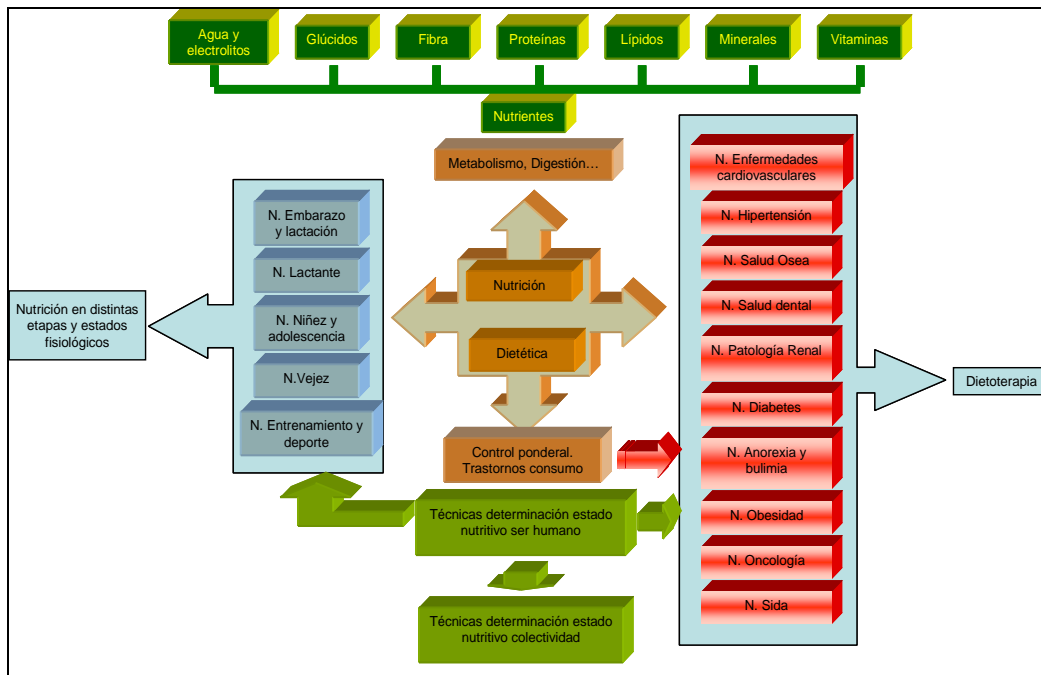 Agua y
electrolitos
Glúcidos
Fibra
Proteínas
Lípidos
Minerales
Vitaminas
Nutrientes
Metabolismo, Digestión…
N. Embarazo
y lactación
N. Lactante
N. Niñez y
adolescencia
N.Vejez
N. Entrenamiento y
deporte
Nutrición en distintas
etapas y estados
fisiológicos
Nutrición
Dietética
Control ponderal.
Trastornos consumo
Técnicas determinación estado
nutritivo ser humano
Técnicas determinación estado
nutritivo colectividad
N. Enfermedades
cardiovasculares
N. Hipertensión
N. Salud Osea
N. Salud dental
N. Patología Renal
N. Diabetes
N. Anorexia y
bulimia
N. Obesidad
N. Oncología
N. Sida
Dietoterapia